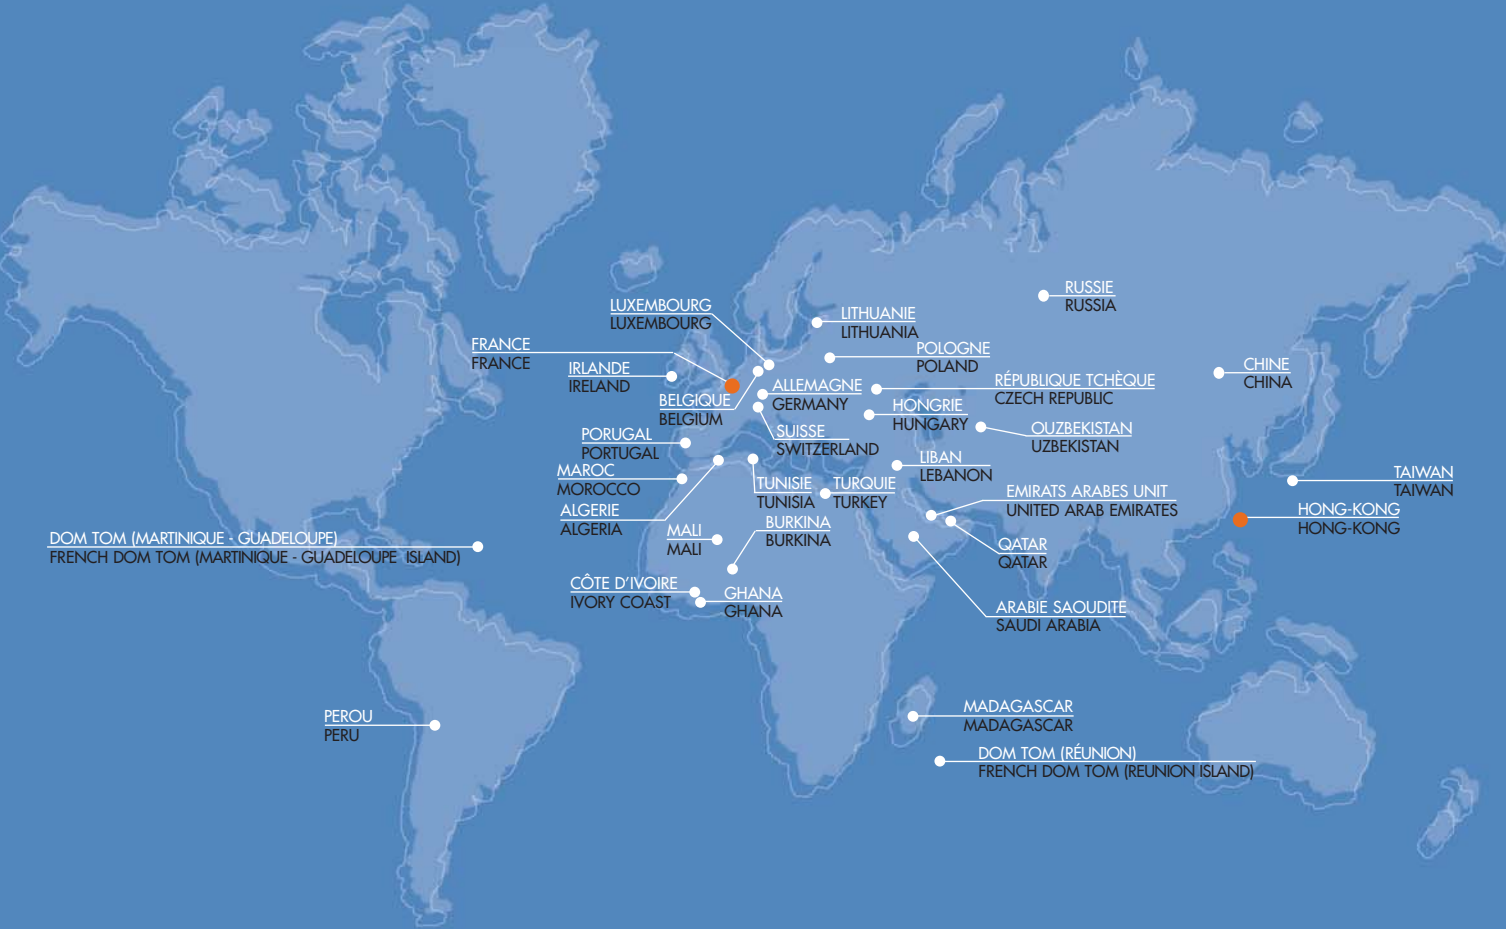 RUSSIE
RUSSIA
LUXEMBOURG
LUXEMBOURG
LITHUANIE
LITHUANIA
FRANCE
FRANCE
POLOGNE
POLAND
IRLANDE
IRELAND
CHINE
CHINA
ALLEMAGNE
GERMANY
RÉPUBLIQUE TCHÈQUE
CZECH REPUBLIC
BELGIQUE
BELGIUM
HONGRIE
HUNGARY
PORUGAL
PORTUGAL
SUISSE
SWITZERLAND
OUZBEKISTAN
UZBEKISTAN
MAROC
MOROCCO
LIBAN
LEBANON
TAIWAN
TAIWAN
TUNISIE
TUNISIA
TURQUIE
TURKEY
EMIRATS ARABES UNIT
UNITED ARAB EMIRATES
ALGERIE
ALGERIA
HONG-KONG
HONG-KONG
MALI
MALI
BURKINA
BURKINA
DOM TOM (MARTINIQUE - GUADELOUPE)
FRENCH DOM TOM (MARTINIQUE - GUADELOUPE ISLAND)
QATAR
QATAR
CÔTE D'IVOIRE
IVORY COAST
GHANA
GHANA
ARABIE SAOUDITE
SAUDI ARABIA
PEROU
PERU
MADAGASCAR
MADAGASCAR
DOM TOM (RÉUNION)
FRENCH DOM TOM (REUNION ISLAND)